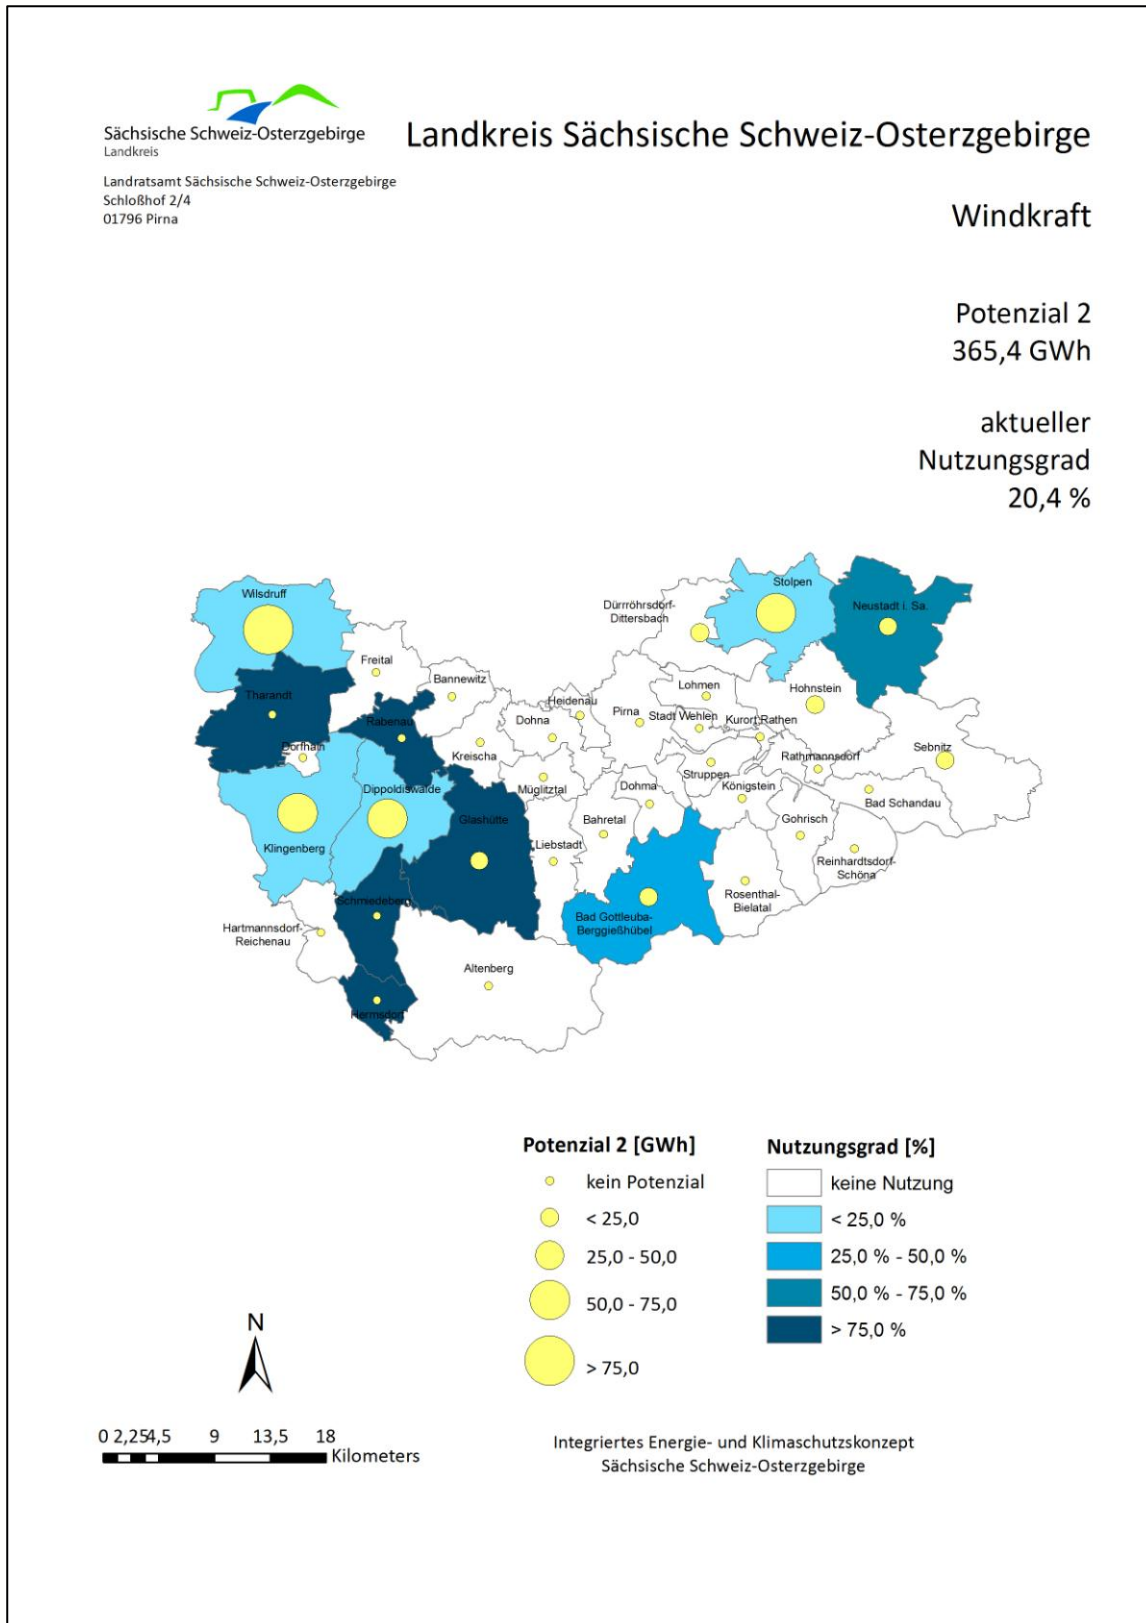 Sächsische Schweiz-Osterzgebirge
Landkreis
Landratsamt Sächsische Schweiz-Osterzgebirge
Schloßhof 2/4
01796 Pirna
Landkreis Sächsische Schweiz-Osterzgebirge
Windkraft
Potenzial 2
365,4 GWh
aktueller
Nutzungsgrad
20,4 %
Wilsdruff
Stolpen
Neustadt i. Sa.
Dürrröhrsdorf-
Dittersbach
Freital
Bannewitz
Tharandt
Rabenau
Dohna
Heidenau
Pirna
Lohmen
Stadt Wehlen
Kurort Rathen
Hohnstein
Sebnitz
Dorfhain
Kreischa
Müglitztal
Dohma
Struppen
Königstein
Rathmannsdorf
Bad Schandau
Dippoldiswalde
Klingenberg
Glashütte
Liebstadt
Bahretal
Gohrisch
Reinhardtsdorf-
Schöna
Rosenthal-
Bielatal
Bad Gottleuba-
Berggießhübel
Schmiedeberg
Hartmannsdorf-
Reichenau
Altenberg
Hermsdorf
Potenzial 2 [GWh]
kein Potenzial
< 25,0
25,0 - 50,0
50,0 - 75,0
> 75,0
Nutzungsgrad [%]
keine Nutzung
< 25,0 %
25,0 % - 50,0 %
50,0 % - 75,0 %
> 75,0 %
N
0 2,25 4,5 9 13,5 18
Kilometers
Integriertes Energie- und Klimaschutzkonzept
Sächsische Schweiz-Osterzgebirge